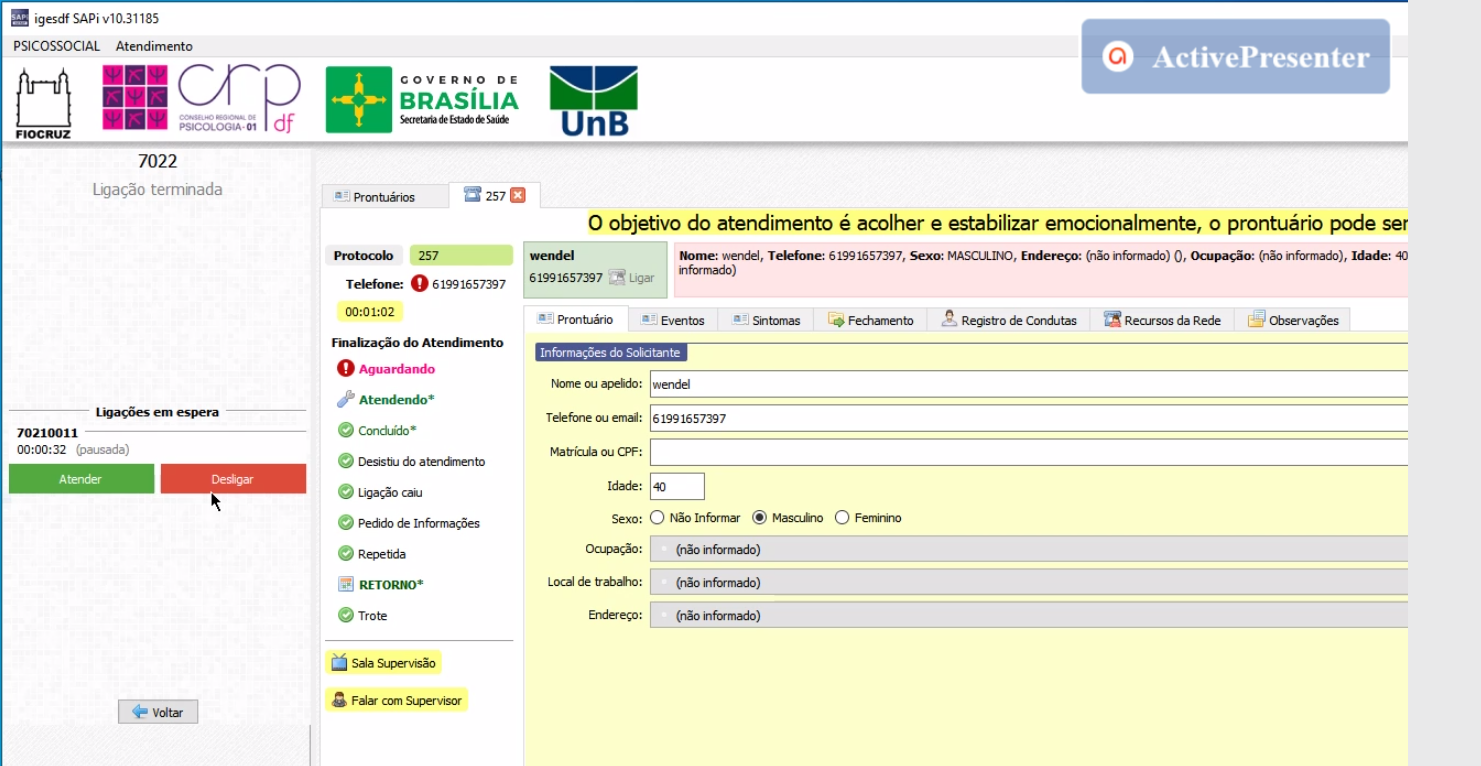 igesdf SAPi v10.31185
PSICOSSOCIAL Atendimento
ActivePresenter
FIOCRUZ
crp
CONSELHO REGIONAL DE
PSICOLOGIA-01 df
GOVERNO DE
BRASÍLIA
Secretaria de Estado de Saúde
UnB
7022
Ligação terminada
Ligações em espera
70210011
00:00:32 (pausada)
Atender Desligar
Voltar
Prontuários 257
O objetivo do atendimento é acolher e estabilizar emocionalmente, o prontuário pode ser
Protocolo 257
Telefone: 61991657397
00:01:02
Finalização do Atendimento
Aguardando
Atendendo*
Concluído*
Desistiu do atendimento
Ligação caiu
Pedido de Informações
Repetida
RETORNO*
Trote
Sala Supervisão
Falar com Supervisor
wendel
61991657397 Ligar
Nome: wendel, Telefone: 61991657397, Sexo: MASCULINO, Endereço: (não informado) (), Ocupação: (não informado), Idade: 40
informado)
Prontuário Eventos Sintomas Fechamento Registro de Condutas Recursos da Rede Observações
Informações do Solicitante
Nome ou apelido: wendel
Telefone ou email: 61991657397
Matrícula ou CPF:
Idade: 40
Sexo: Não Informar Masculino Feminino
Ocupação: (não informado)
Local de trabalho: (não informado)
Endereço: (não informado)